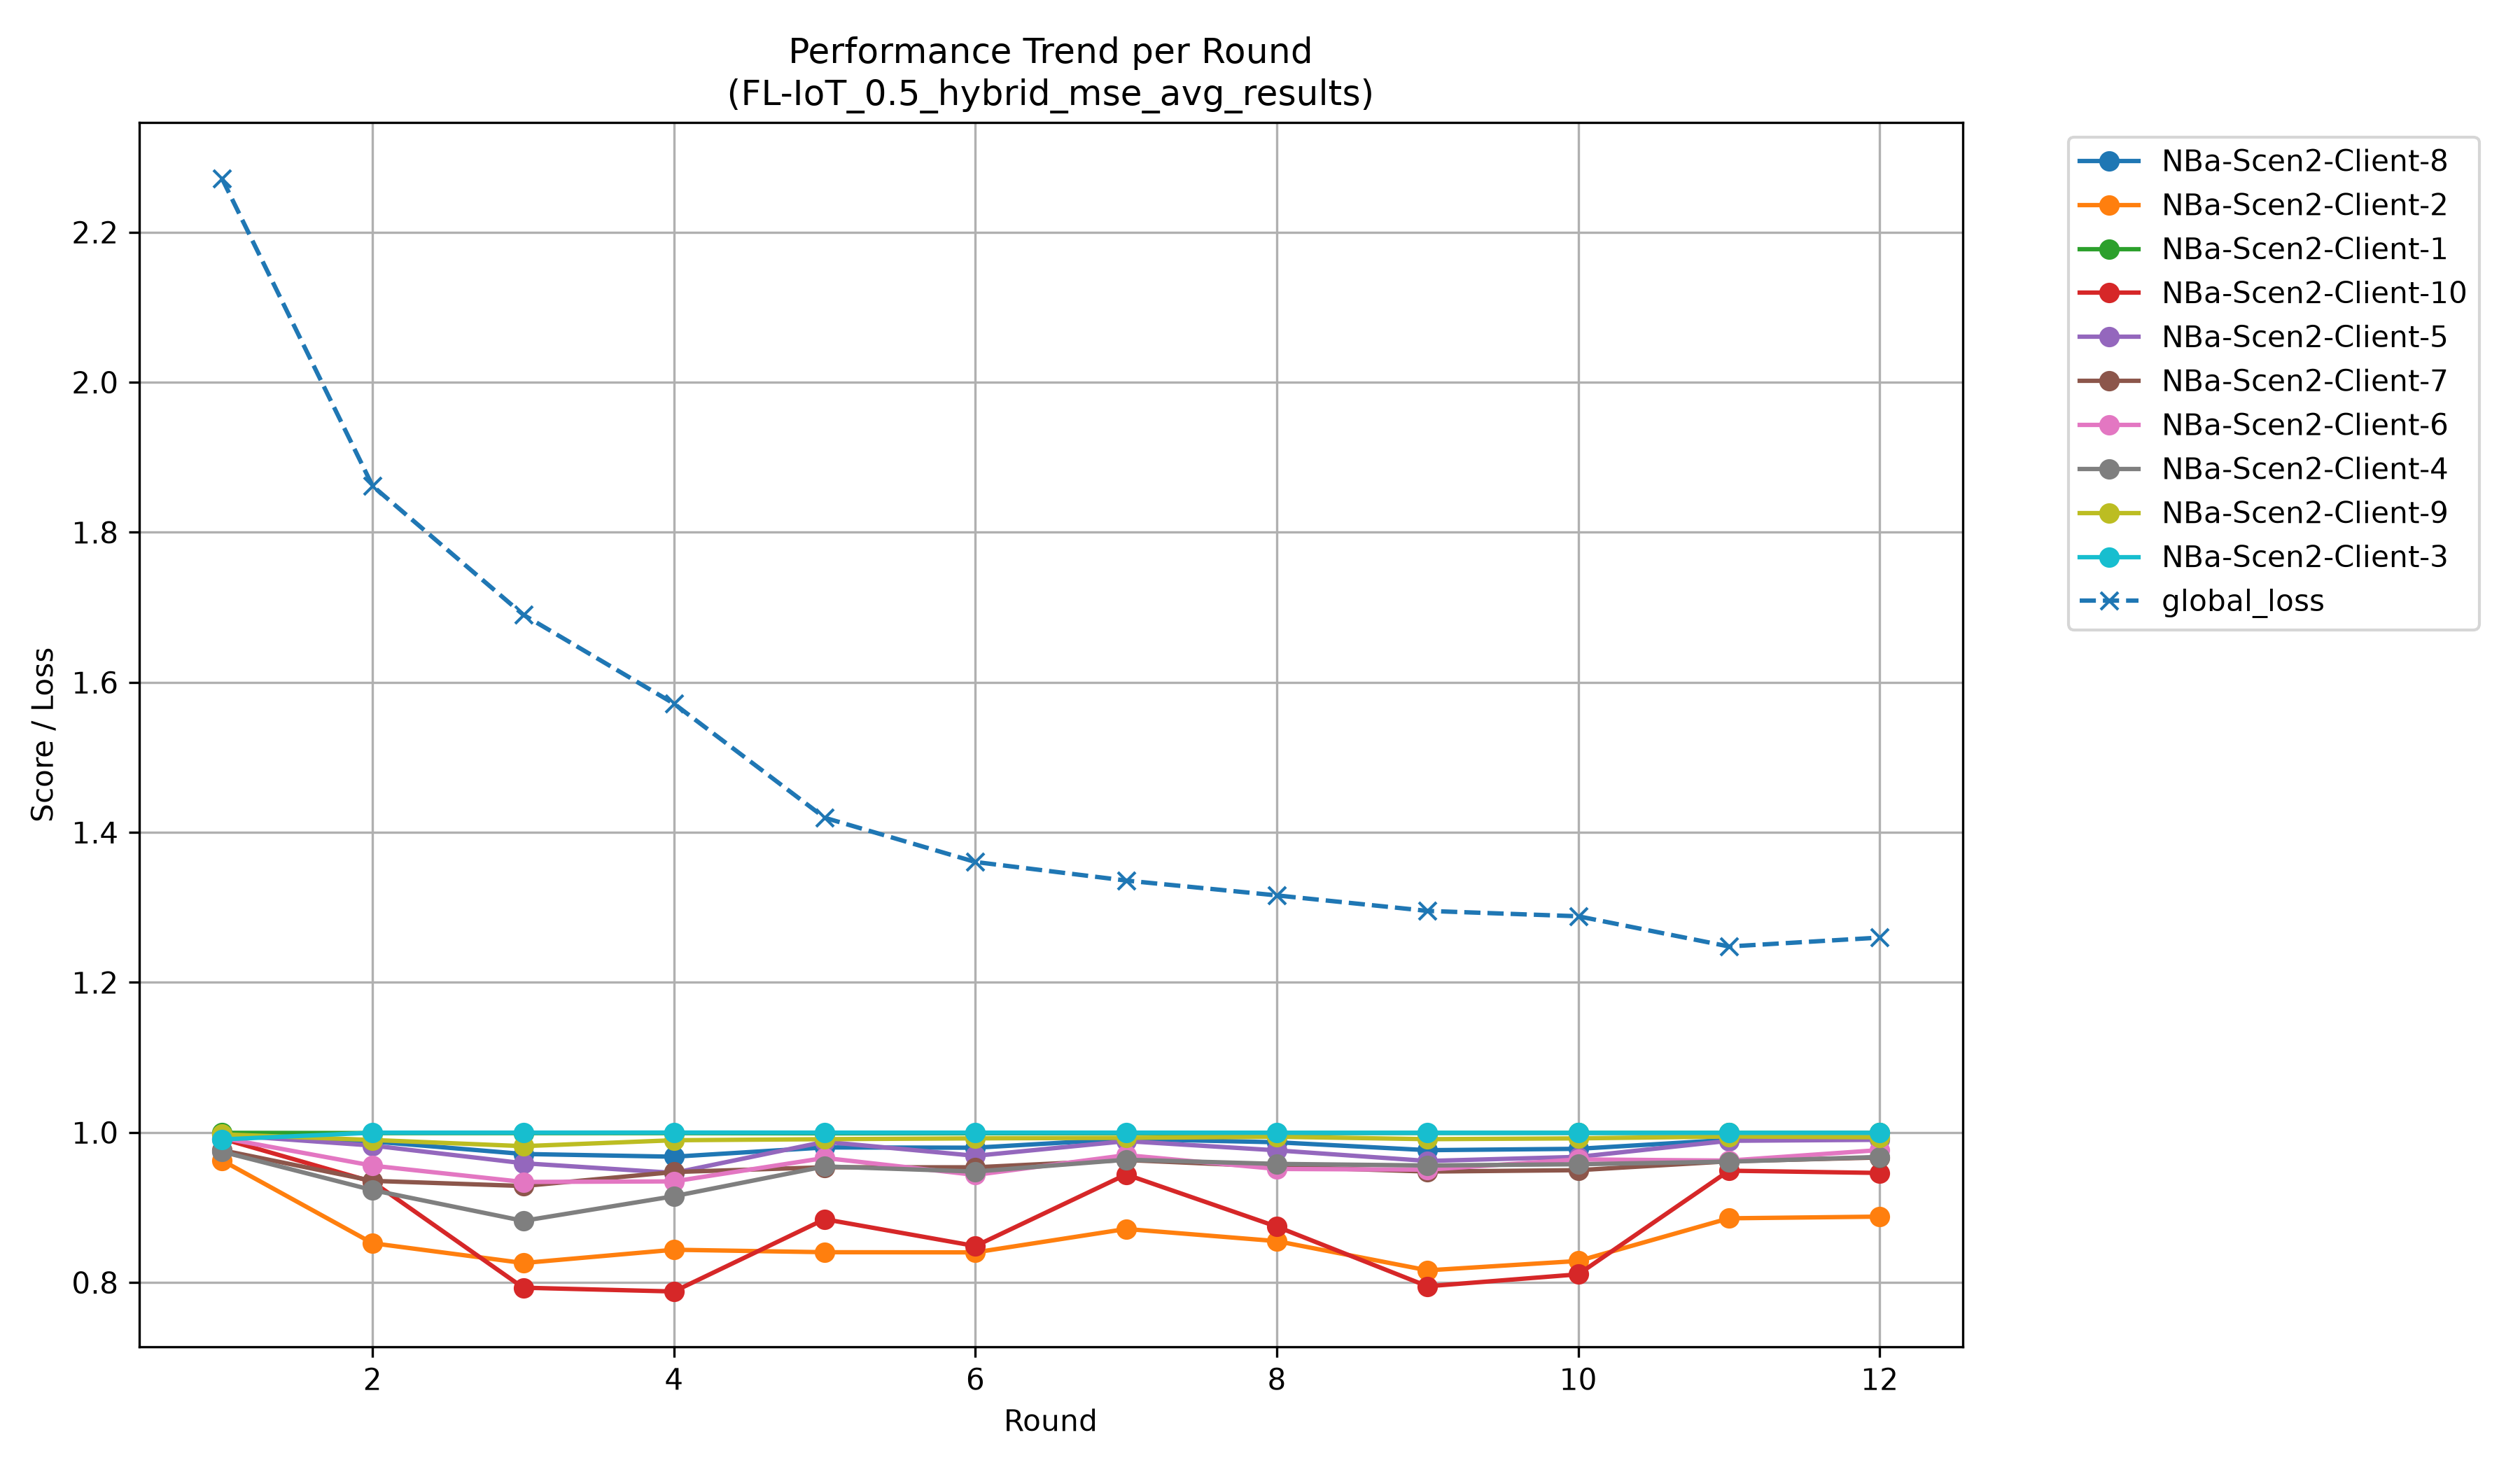 Performance Trend per Round
(FL-IoT_0.5_hybrid_mse_avg_results)
Score / Loss
2.2
2.0
1.8
1.6
1.4
1.2
1.0
0.8
2 4 6 8 10 12
Round
NBa-Scen2-Client-8
NBa-Scen2-Client-2
NBa-Scen2-Client-1
NBa-Scen2-Client-10
NBa-Scen2-Client-5
NBa-Scen2-Client-7
NBa-Scen2-Client-6
NBa-Scen2-Client-4
NBa-Scen2-Client-9
NBa-Scen2-Client-3
global_loss